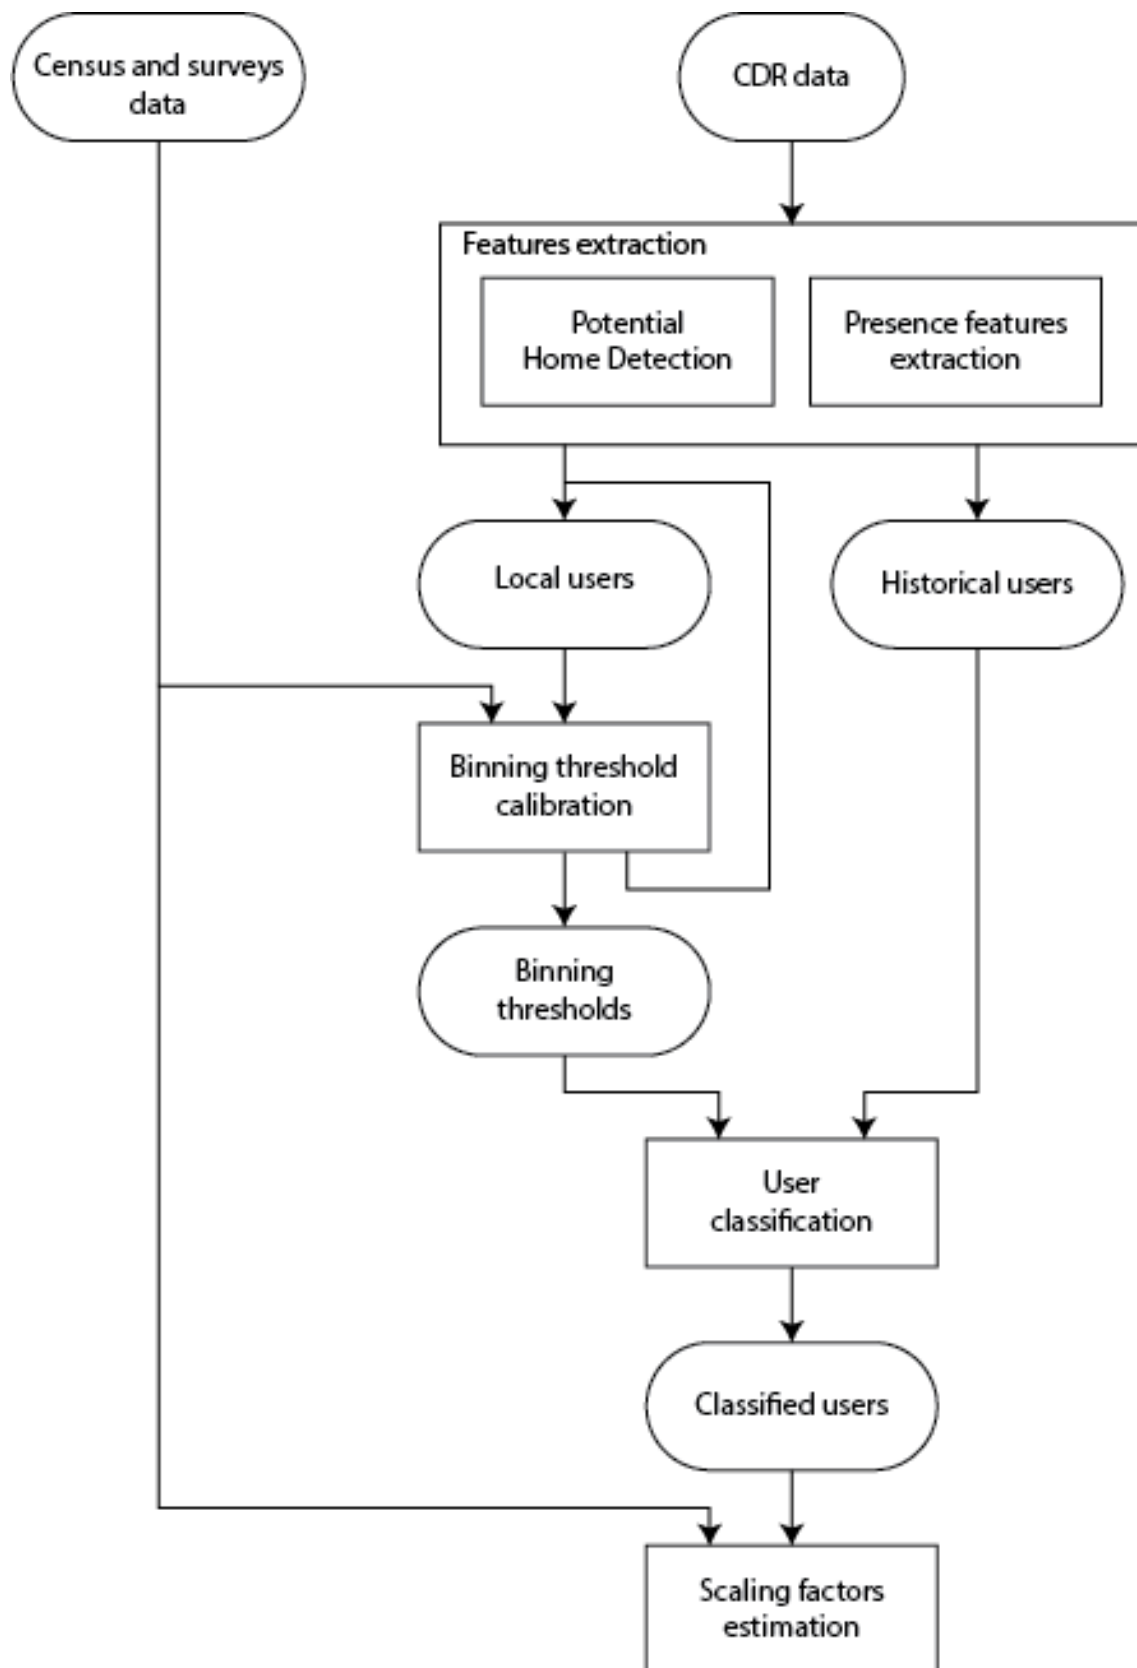 Census and surveys
data
CDR data
Features extraction
Potential
Home Detection
Presence features
extraction
Local users
Historical users
Binning threshold
calibration
Binning
thresholds
User
classification
Classified users
Scaling factors
estimation